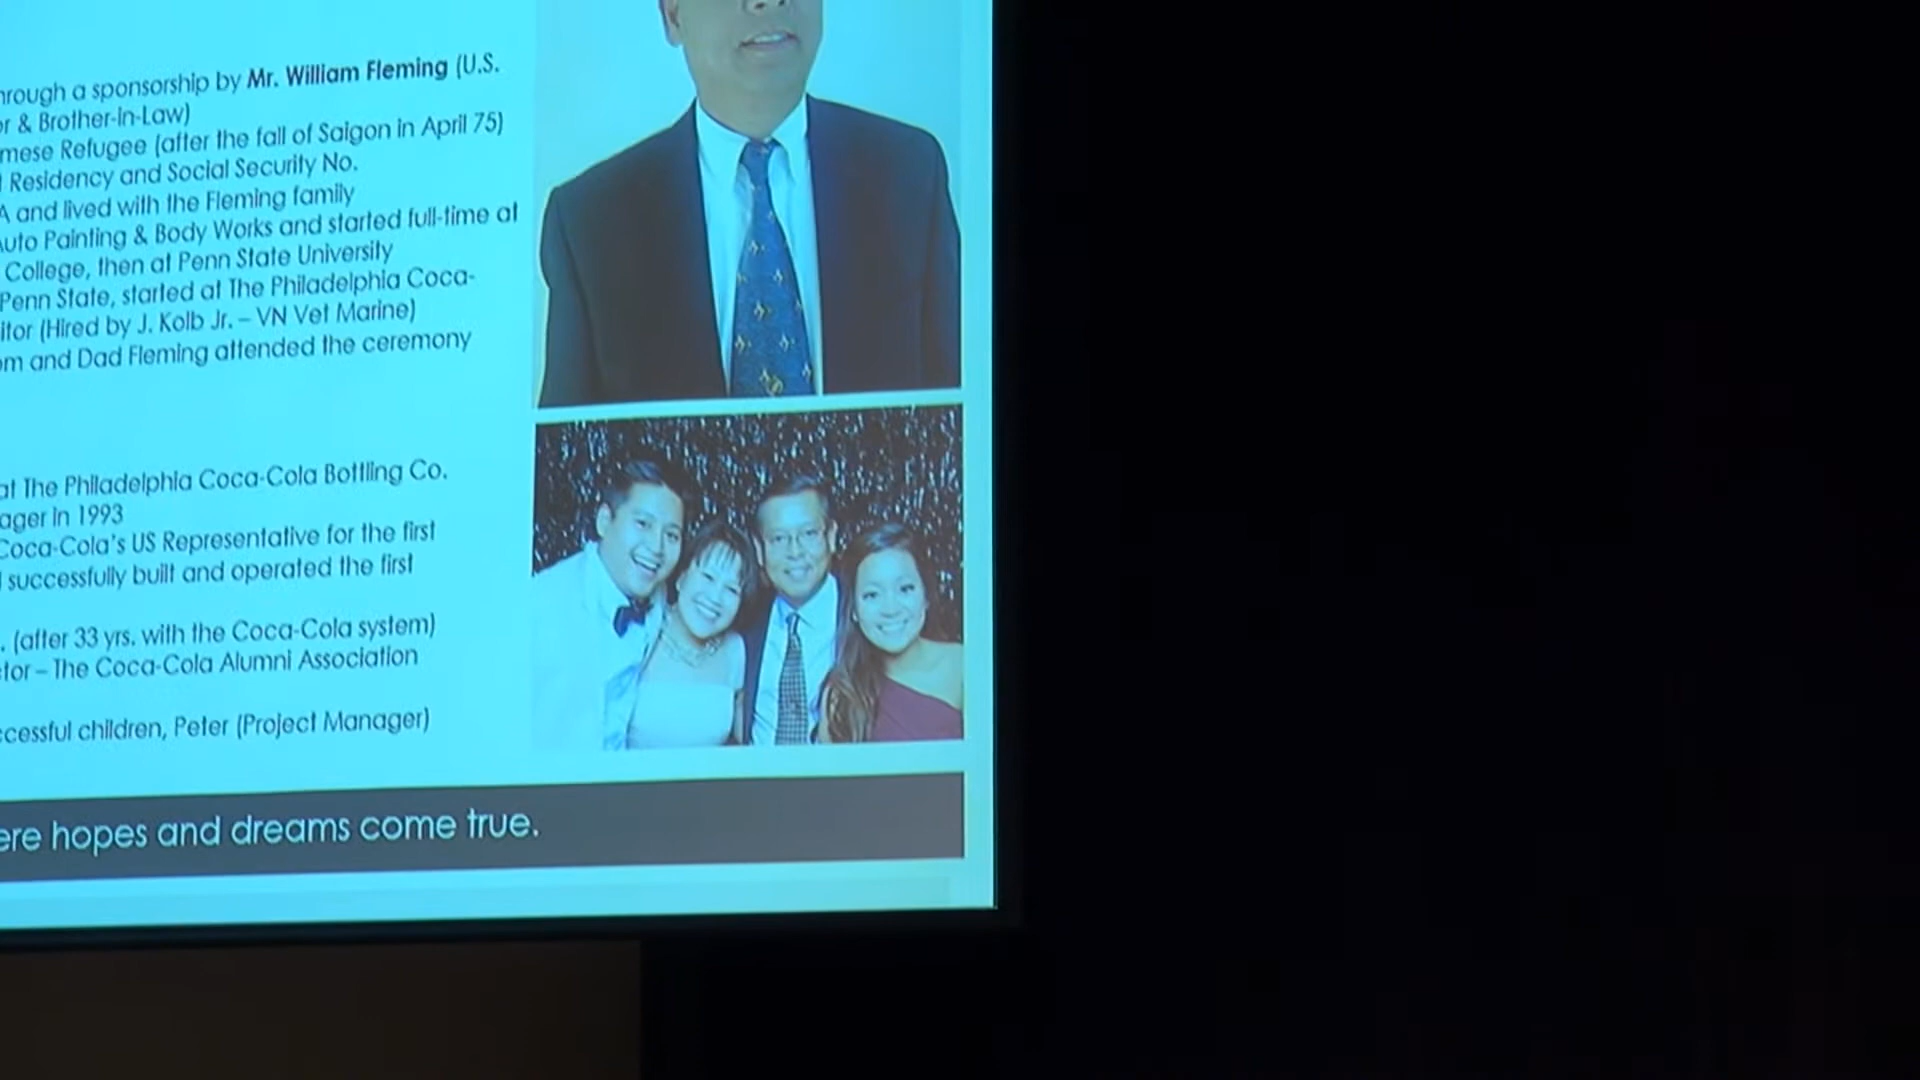 through a sponsorship by Mr. William Fleming (U.S.
or & Brother-in-Law)
mese Refugee (after the fall of Saigon in April 75)
Residency and Social Security No.
A and lived with the Fleming family
Auto Painting & Body Works and started full-time at
College, then at Penn State University
Penn State, started at The Philadelphia Coca-
itor (Hired by J. Kolb Jr. – VN Vet Marine)
om and Dad Fleming attended the ceremony
at The Philadelphia Coca-Cola Bottling Co.
ager in 1993
Coca-Cola's US Representative for the first
successfully built and operated the first
. (after 33 yrs. with the Coca-Cola system)
ctor – The Coca-Cola Alumni Association
ccessful children, Peter (Project Manager)
ere hopes and dreams come true.